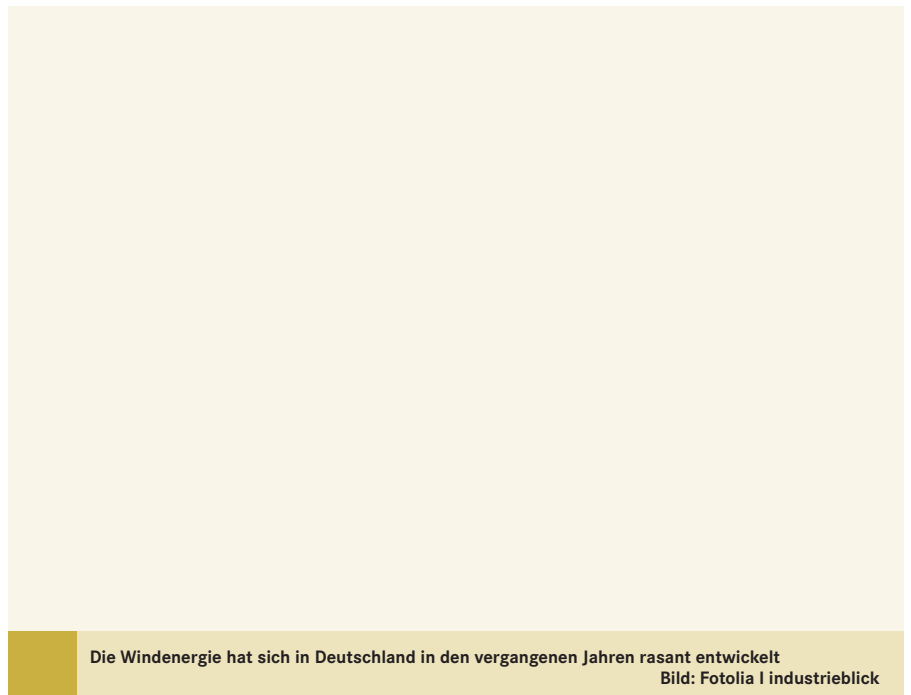 Die Windenergie hat sich in Deutschland in den vergangenen Jahren rasant entwickelt
Bild: Fotolia I industrieblick